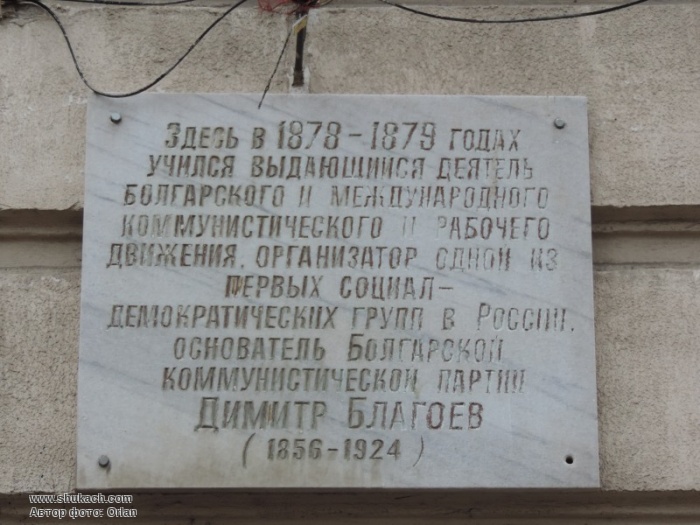 Здесь в 1878-1879 годах
учился выдающийся деятель
болгарского и международного
коммунистического и рабочего
движения, организатор одной из
первых социал-
демократических групп в России,
основатель Болгарской
коммунистической партии
Димитр Благоев
(1856-1924)
www.shukach.com
Автор фото: Orlan